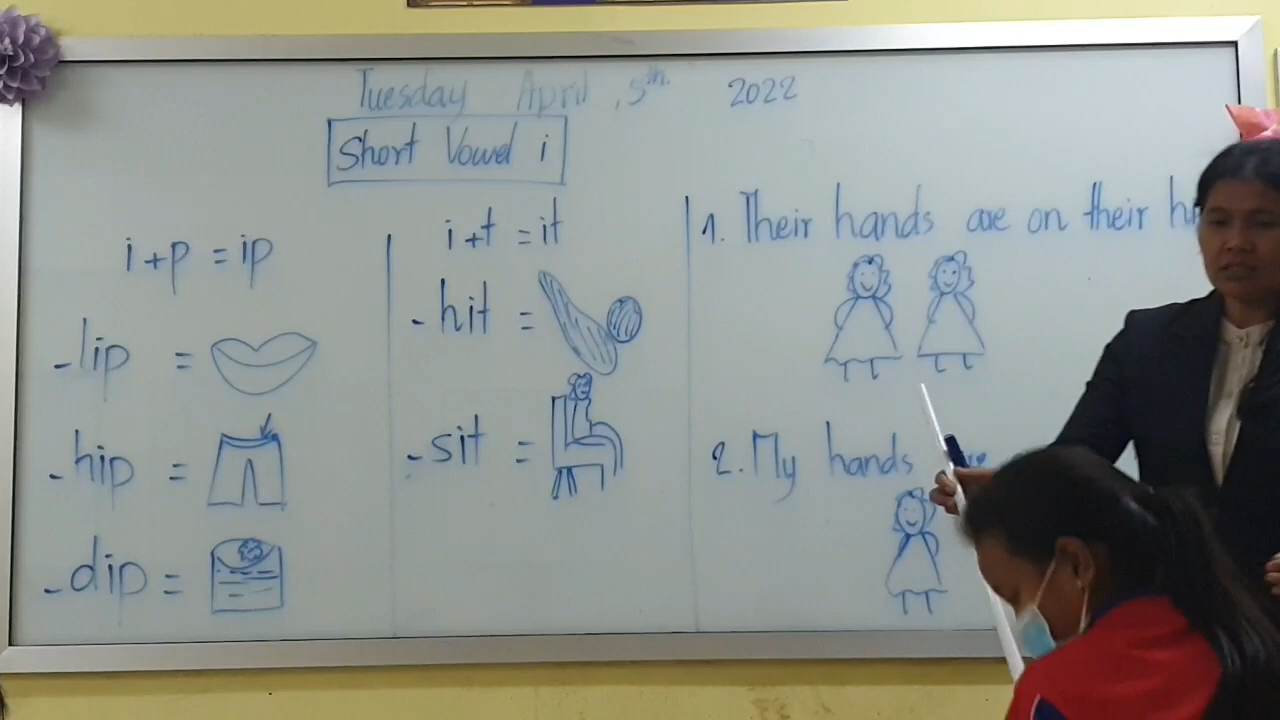 Tuesday April, 5th. 2022
Short Vowel i
i+p = ip
-lip =
-hip =
-dip =
i+t = it
-hit =
-sit =
1. Their hands are on their
2. My hands